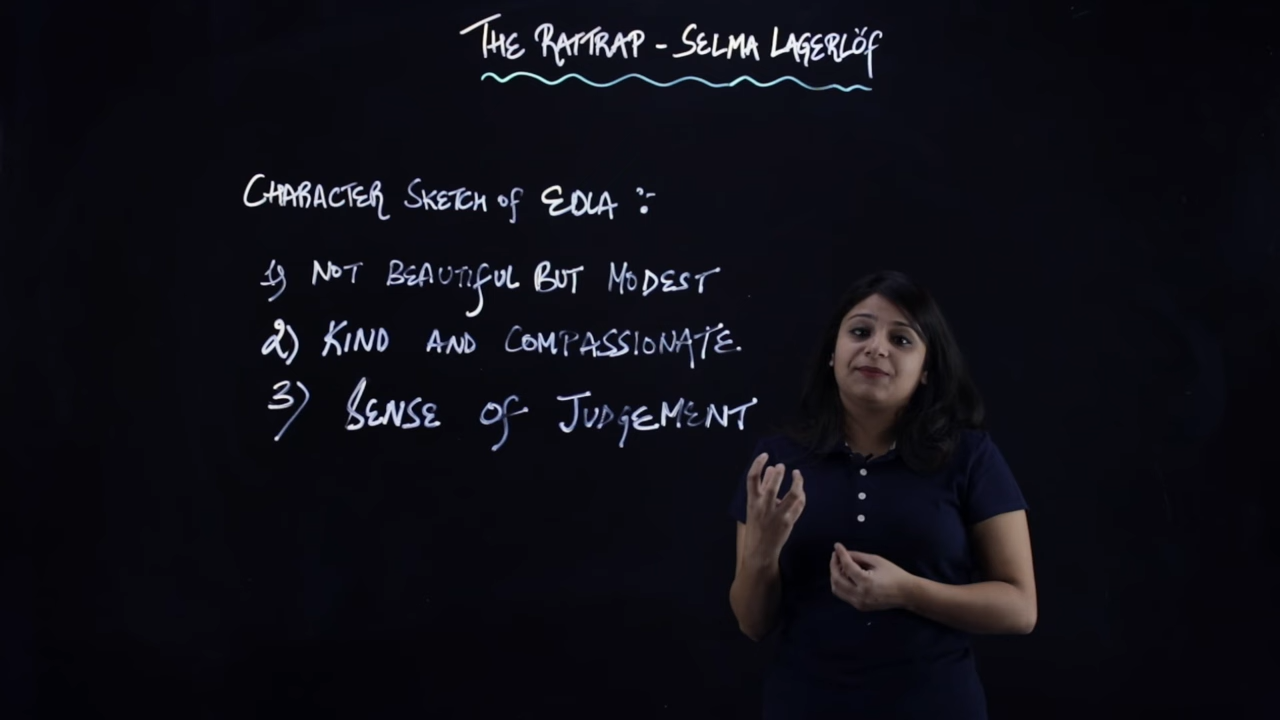 THE RATTRAP - SELMA LAGERLÖF
CHARACTER SKETCH of EDLA :-
1) NOT BEAUTIFUL BUT MODEST
2) KIND AND COMPASSIONATE.
3) SENSE OF JUDGEMENT